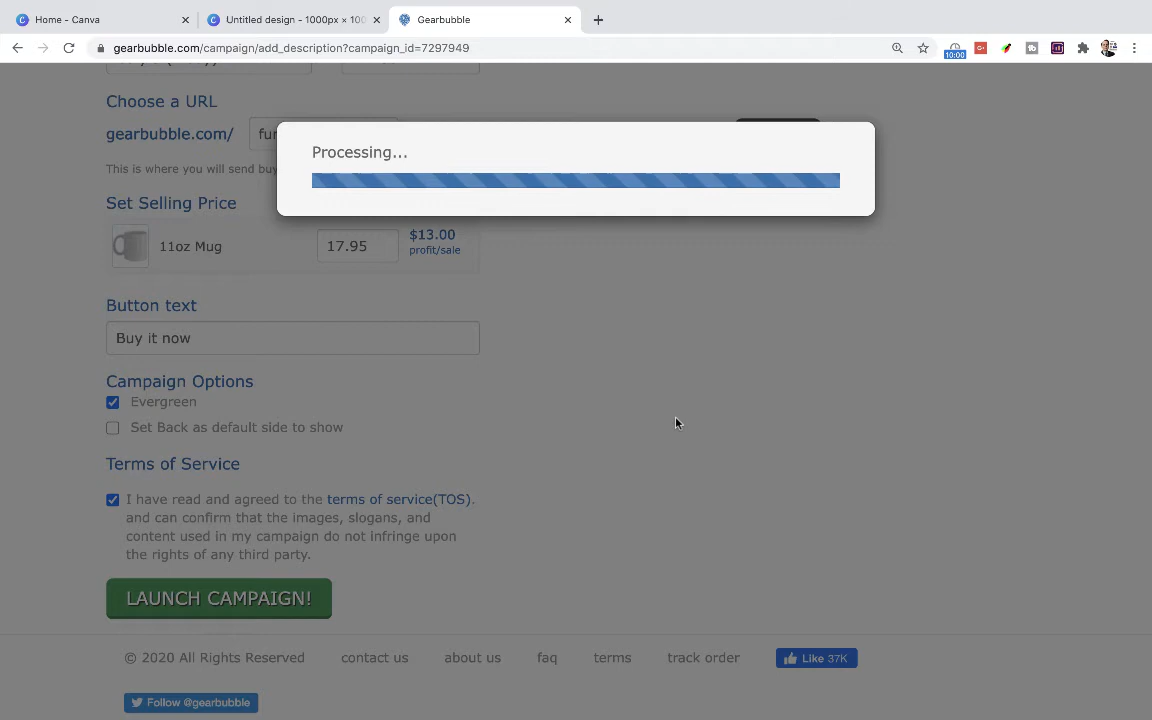 Home - Canva
Untitled design - 1000px × 100
Gearbubble
gearbubble.com/campaign/add_description?campaign_id=7297949
10:00
Choose a URL
gearbubble.com/
This is where you will send buy
Processing...
Set Selling Price
11oz Mug
17.95
$13.00
profit/sale
Button text
Buy it now
Campaign Options
Evergreen
Set Back as default side to show
Terms of Service
I have read and agreed to the terms of service(TOS).
and can confirm that the images, slogans, and
content used in my campaign do not infringe upon
the rights of any third party.
LAUNCH CAMPAIGN!
© 2020 All Rights Reserved
contact us
about us
faq
terms
track order
Like 37K
Follow @gearbubble